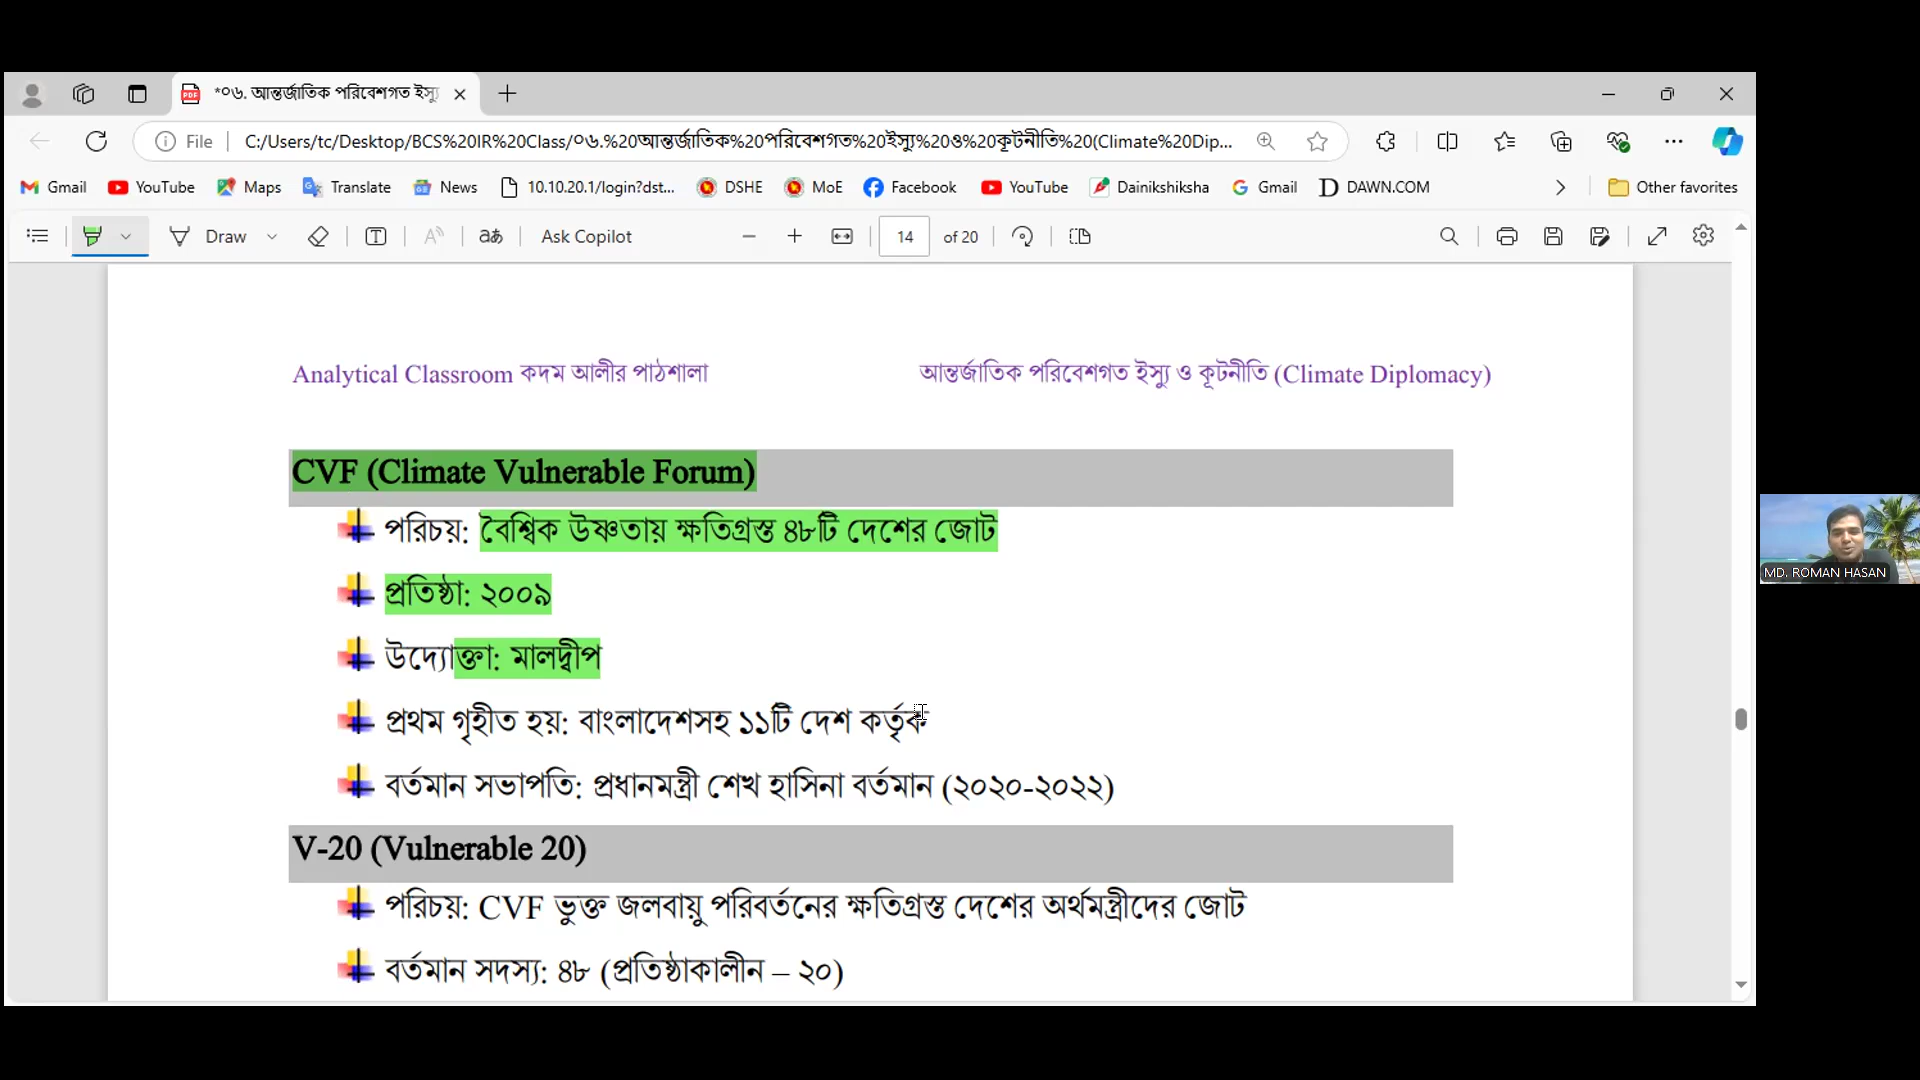 *০৬. আন্তর্জাতিক পরিবেশগত ইস্যু
File C:/Users/tc/Desktop/BCS%20IR%20Class/০৬.%20আন্তর্জাতিক%20পরিবেশগত%20ইস্যু%20ও%20কূটনীতি%20(Climate%20Dip...
Gmail YouTube Maps Translate News 10.10.20.1/login?dst... DSHE MoE Facebook YouTube Dainikshiksha Gmail DAWN.COM Other favorites
Draw Ask Copilot 14 of 20
Analytical Classroom কদম আলীর পাঠশালা আন্তর্জাতিক পরিবেশগত ইস্যু ও কূটনীতি (Climate Diplomacy)
CVF (Climate Vulnerable Forum)
পরিচয়: বৈশ্বিক উষ্ণতায় ক্ষতিগ্রস্ত ৪৮টি দেশের জোট
প্রতিষ্ঠা: ২০০৯
উদ্যোক্তা: মালদ্বীপ
প্রথম গৃহীত হয়: বাংলাদেশসহ ১১টি দেশ কর্তৃক
বর্তমান সভাপতি: প্রধানমন্ত্রী শেখ হাসিনা বর্তমান (২০২০-২০২২)
MD. ROMAN HASAN
V-20 (Vulnerable 20)
পরিচয়: CVF ভুক্ত জলবায়ু পরিবর্তনের ক্ষতিগ্রস্ত দেশের অর্থমন্ত্রীদের জোট
বর্তমান সদস্য: ৪৮ (প্রতিষ্ঠাকালীন – ২০)